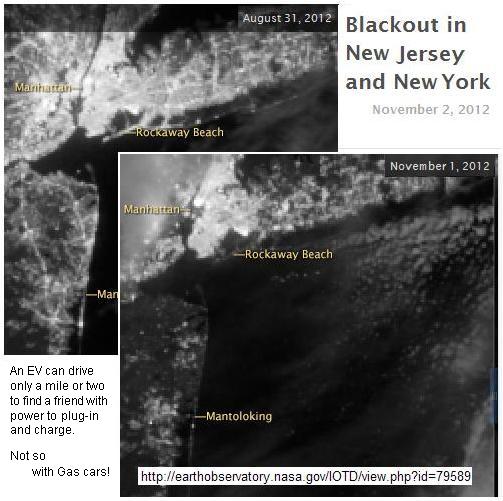 August 31, 2012
Blackout in
New Jersey
and New York
November 2, 2012
Manhattan
Rockaway Beach
Man
November 1, 2012
Manhattan
Rockaway Beach
Mantoloking
An EV can drive
only a mile or two
to find a friend with
power to plug-in
and charge.
Not so
with Gas cars!
http://earthobservatory.nasa.gov/IOTD/view.php?id=79589